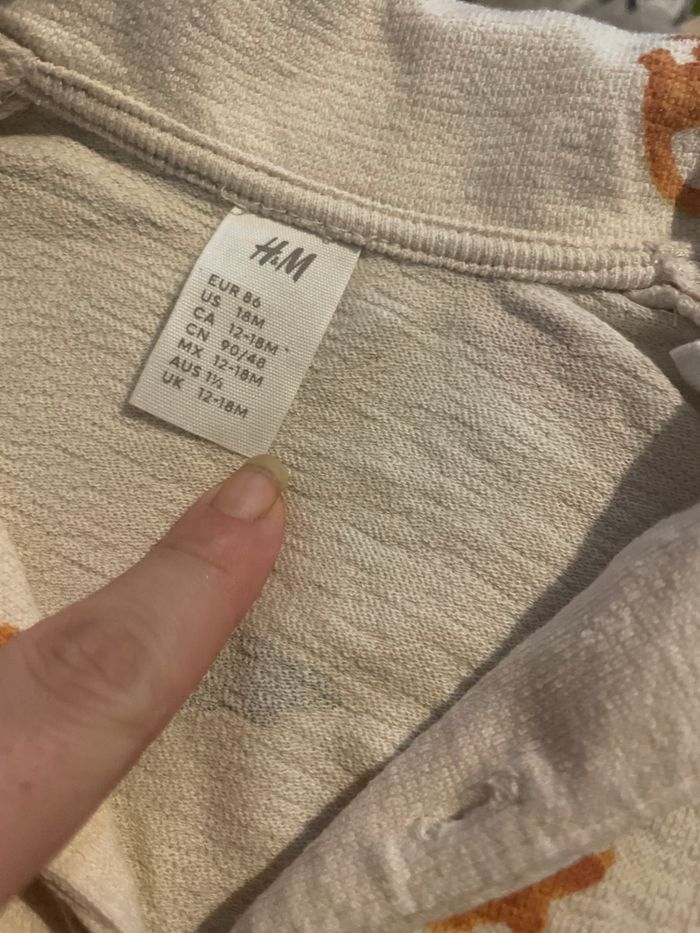 H&M
EUR 86
US 18M
CA 12-18M
CN 90/48
MX 12-18M
AUS 1½
UK 12-18M